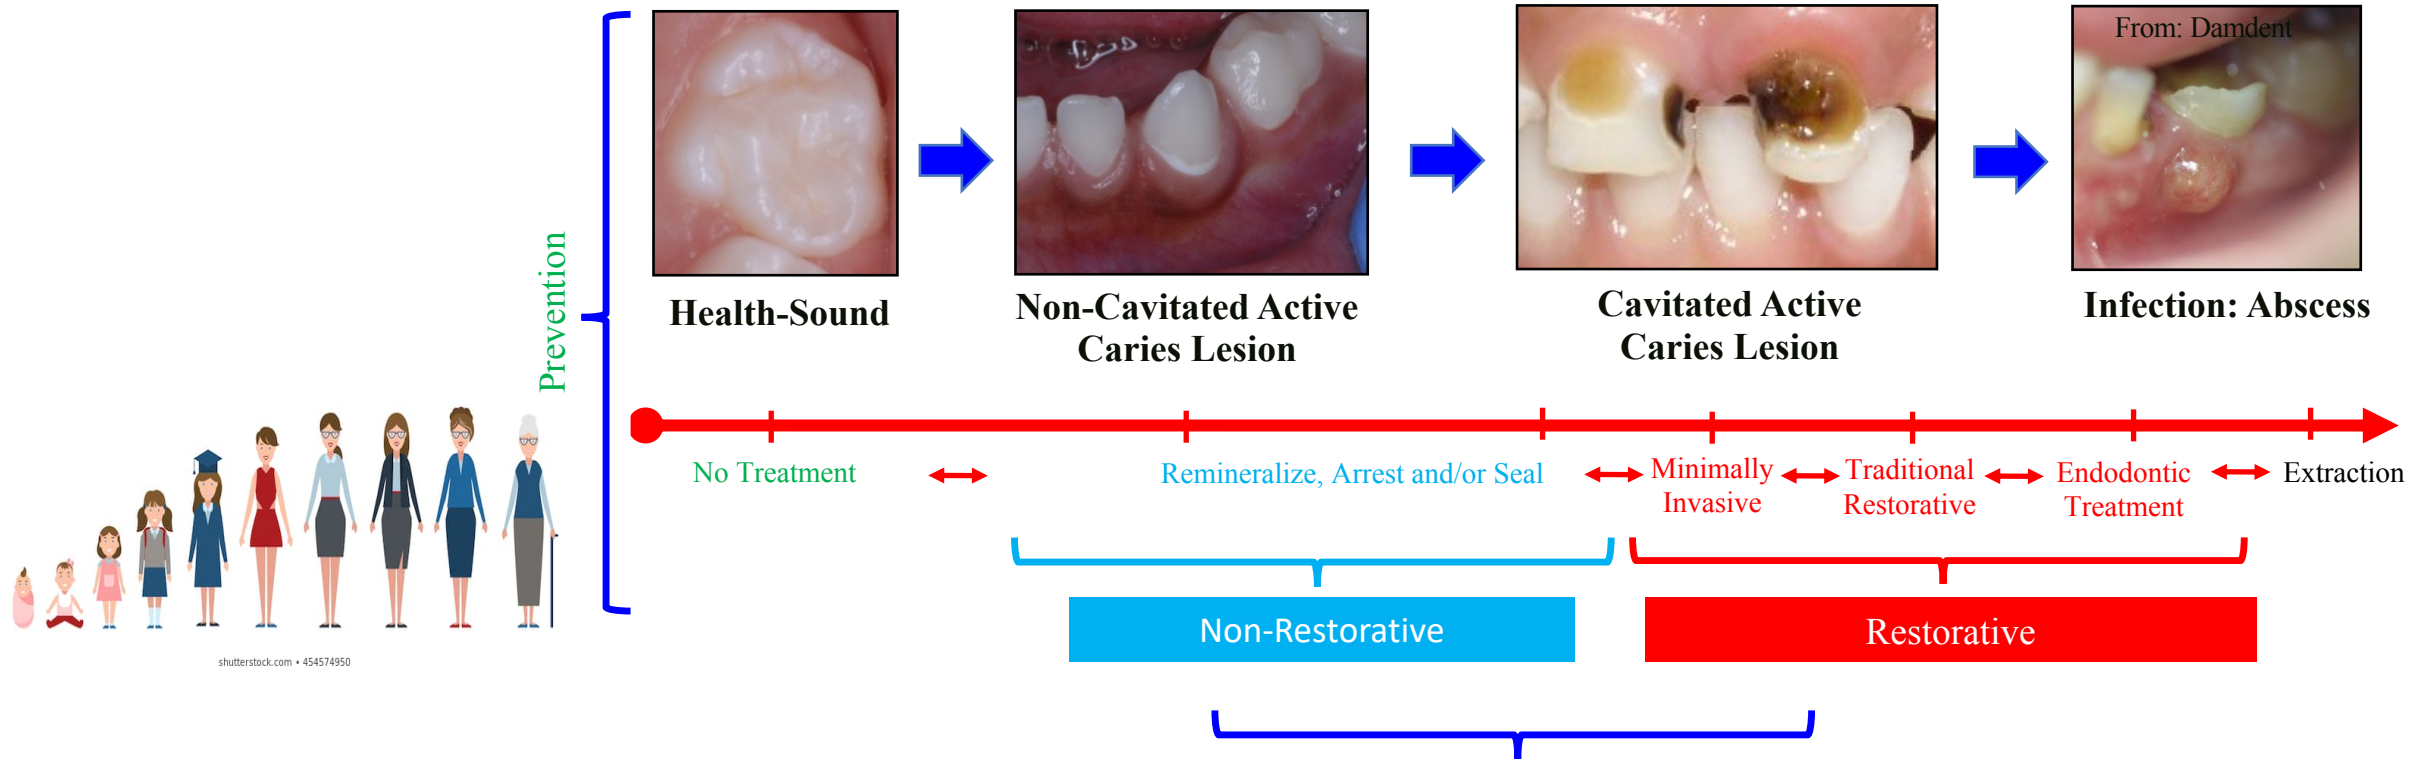 From: Damdent
Prevention
Health-Sound
Non-Cavitated Active
Caries Lesion
Cavitated Active
Caries Lesion
Infection: Abscess
No Treatment
Remineralize, Arrest and/or Seal
Minimally
Invasive
Traditional
Restorative
Endodontic
Treatment
Extraction
Non-Restorative
Restorative
shutterstock.com • 454574950